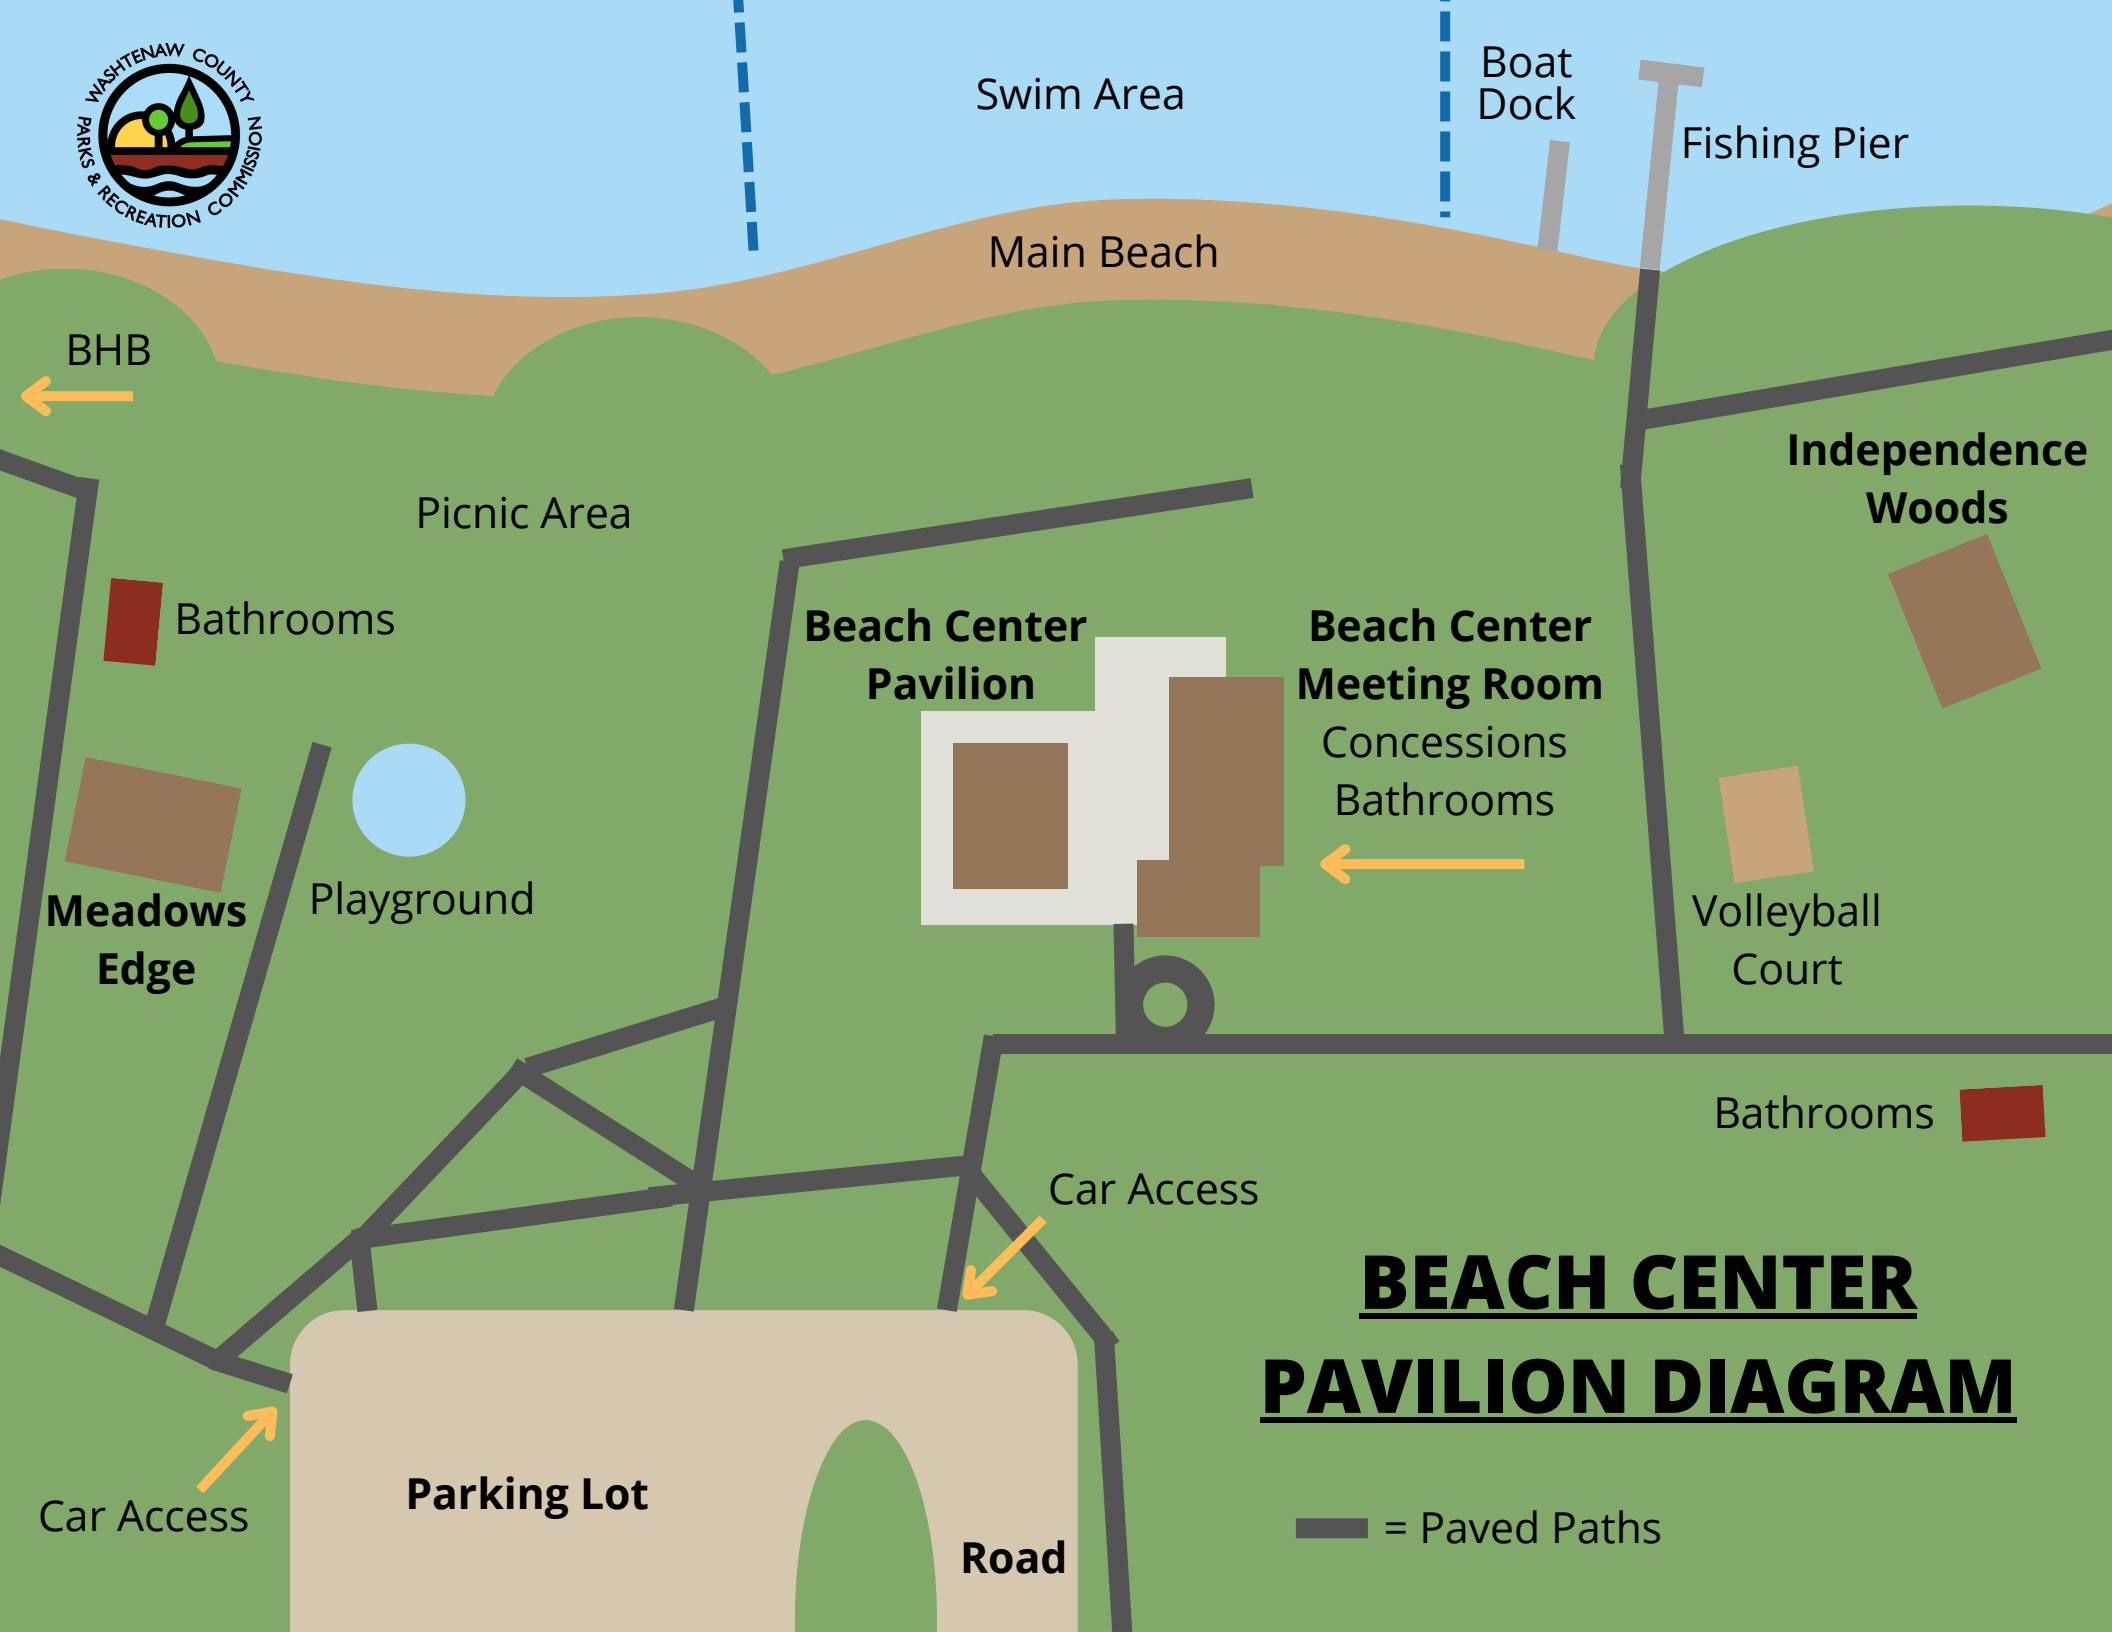 WASHTENAW COUNTY
PARKS & RECREATION COMMISSION
Swim Area
Boat
Dock
Fishing Pier
Main Beach
BHB
Independence
Woods
Picnic Area
Bathrooms
Beach Center
Pavilion
Beach Center
Meeting Room
Concessions
Bathrooms
Meadows
Edge
Playground
Volleyball
Court
Bathrooms
Car Access
BEACH CENTER
PAVILION DIAGRAM
Car Access
Parking Lot
Road
= Paved Paths